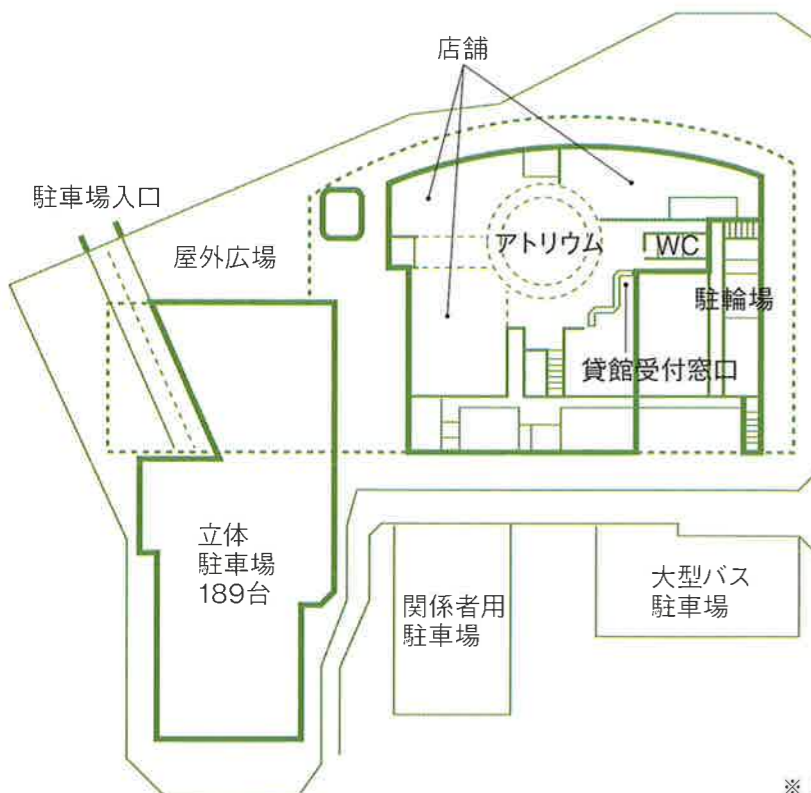 店舗
駐車場入口
屋外広場
アトリウム
WC
駐輪場
貸館受付窓口
立体
駐車場
189台
関係者用
駐車場
大型バス
駐車場
※